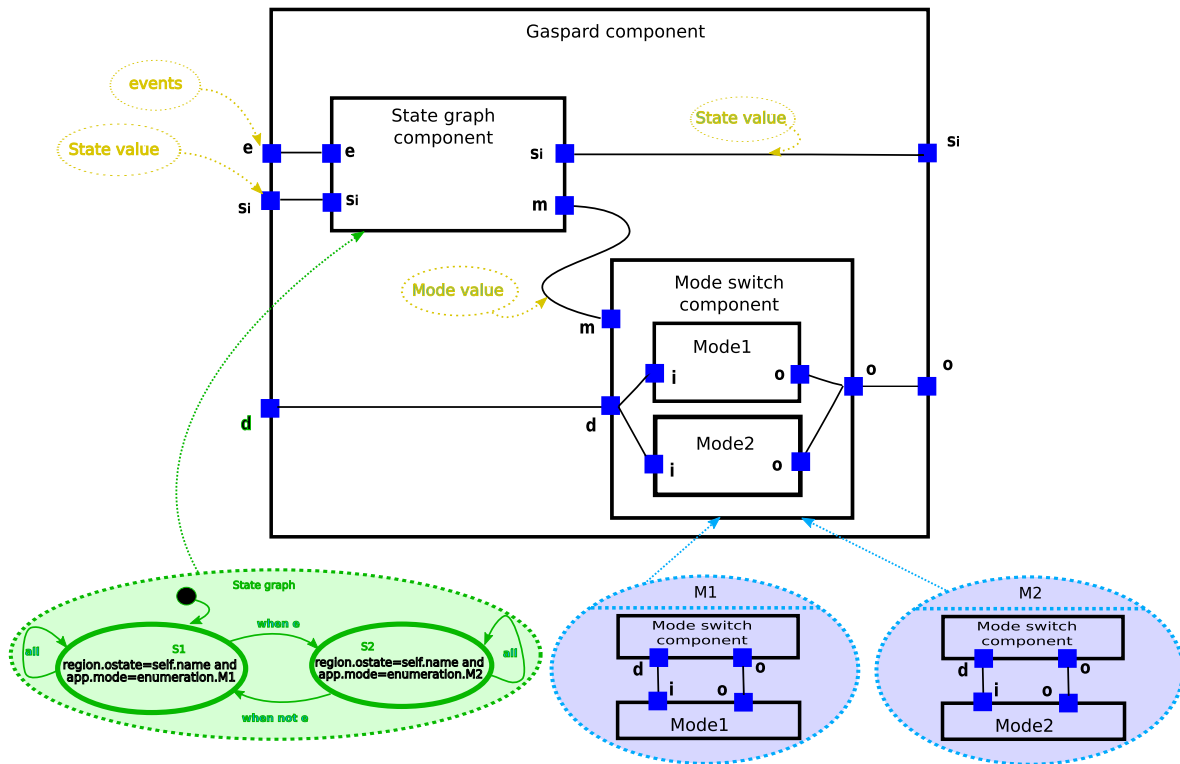 Gaspard component
events
State graph
component
State value
State value
e
e
si
si
si
si
m
Mode value
Mode switch
component
m
Mode1
i
o
o
o
d
d
Mode2
i
o
State graph
when e
all
S1
region.ostate=self.name and
app.mode=enumeration.M1
S2
region.ostate=self.name and
app.mode=enumeration.M2
all
when not e
M1
Mode switch
component
d
o
i
o
Mode1
M2
Mode switch
component
d
o
i
o
Mode2